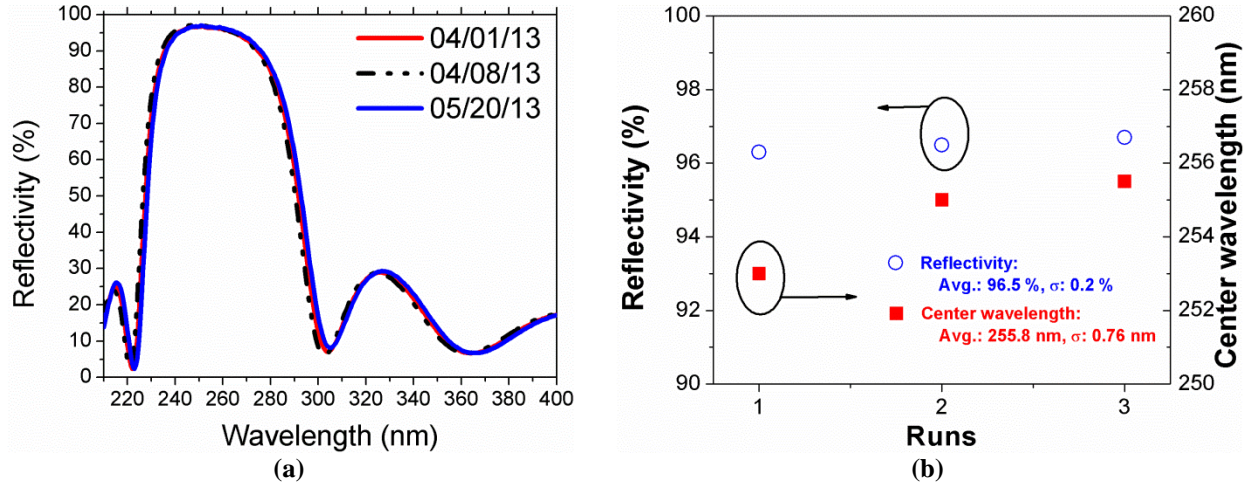 100
90
80
70
60
50
40
30
20
10
0
Reflectivity (%)
04/01/13
04/08/13
05/20/13
220 240 260 280 300 320 340 360 380 400
Wavelength (nm)
(a)
100
98
96
94
92
90
Reflectivity (%)
260
258
256
254
252
250
Center wavelength (nm)
Reflectivity:
Avg.: 96.5 %, σ: 0.2 %
Center wavelength:
Avg.: 255.8 nm, σ: 0.76 nm
1 2 3
Runs
(b)